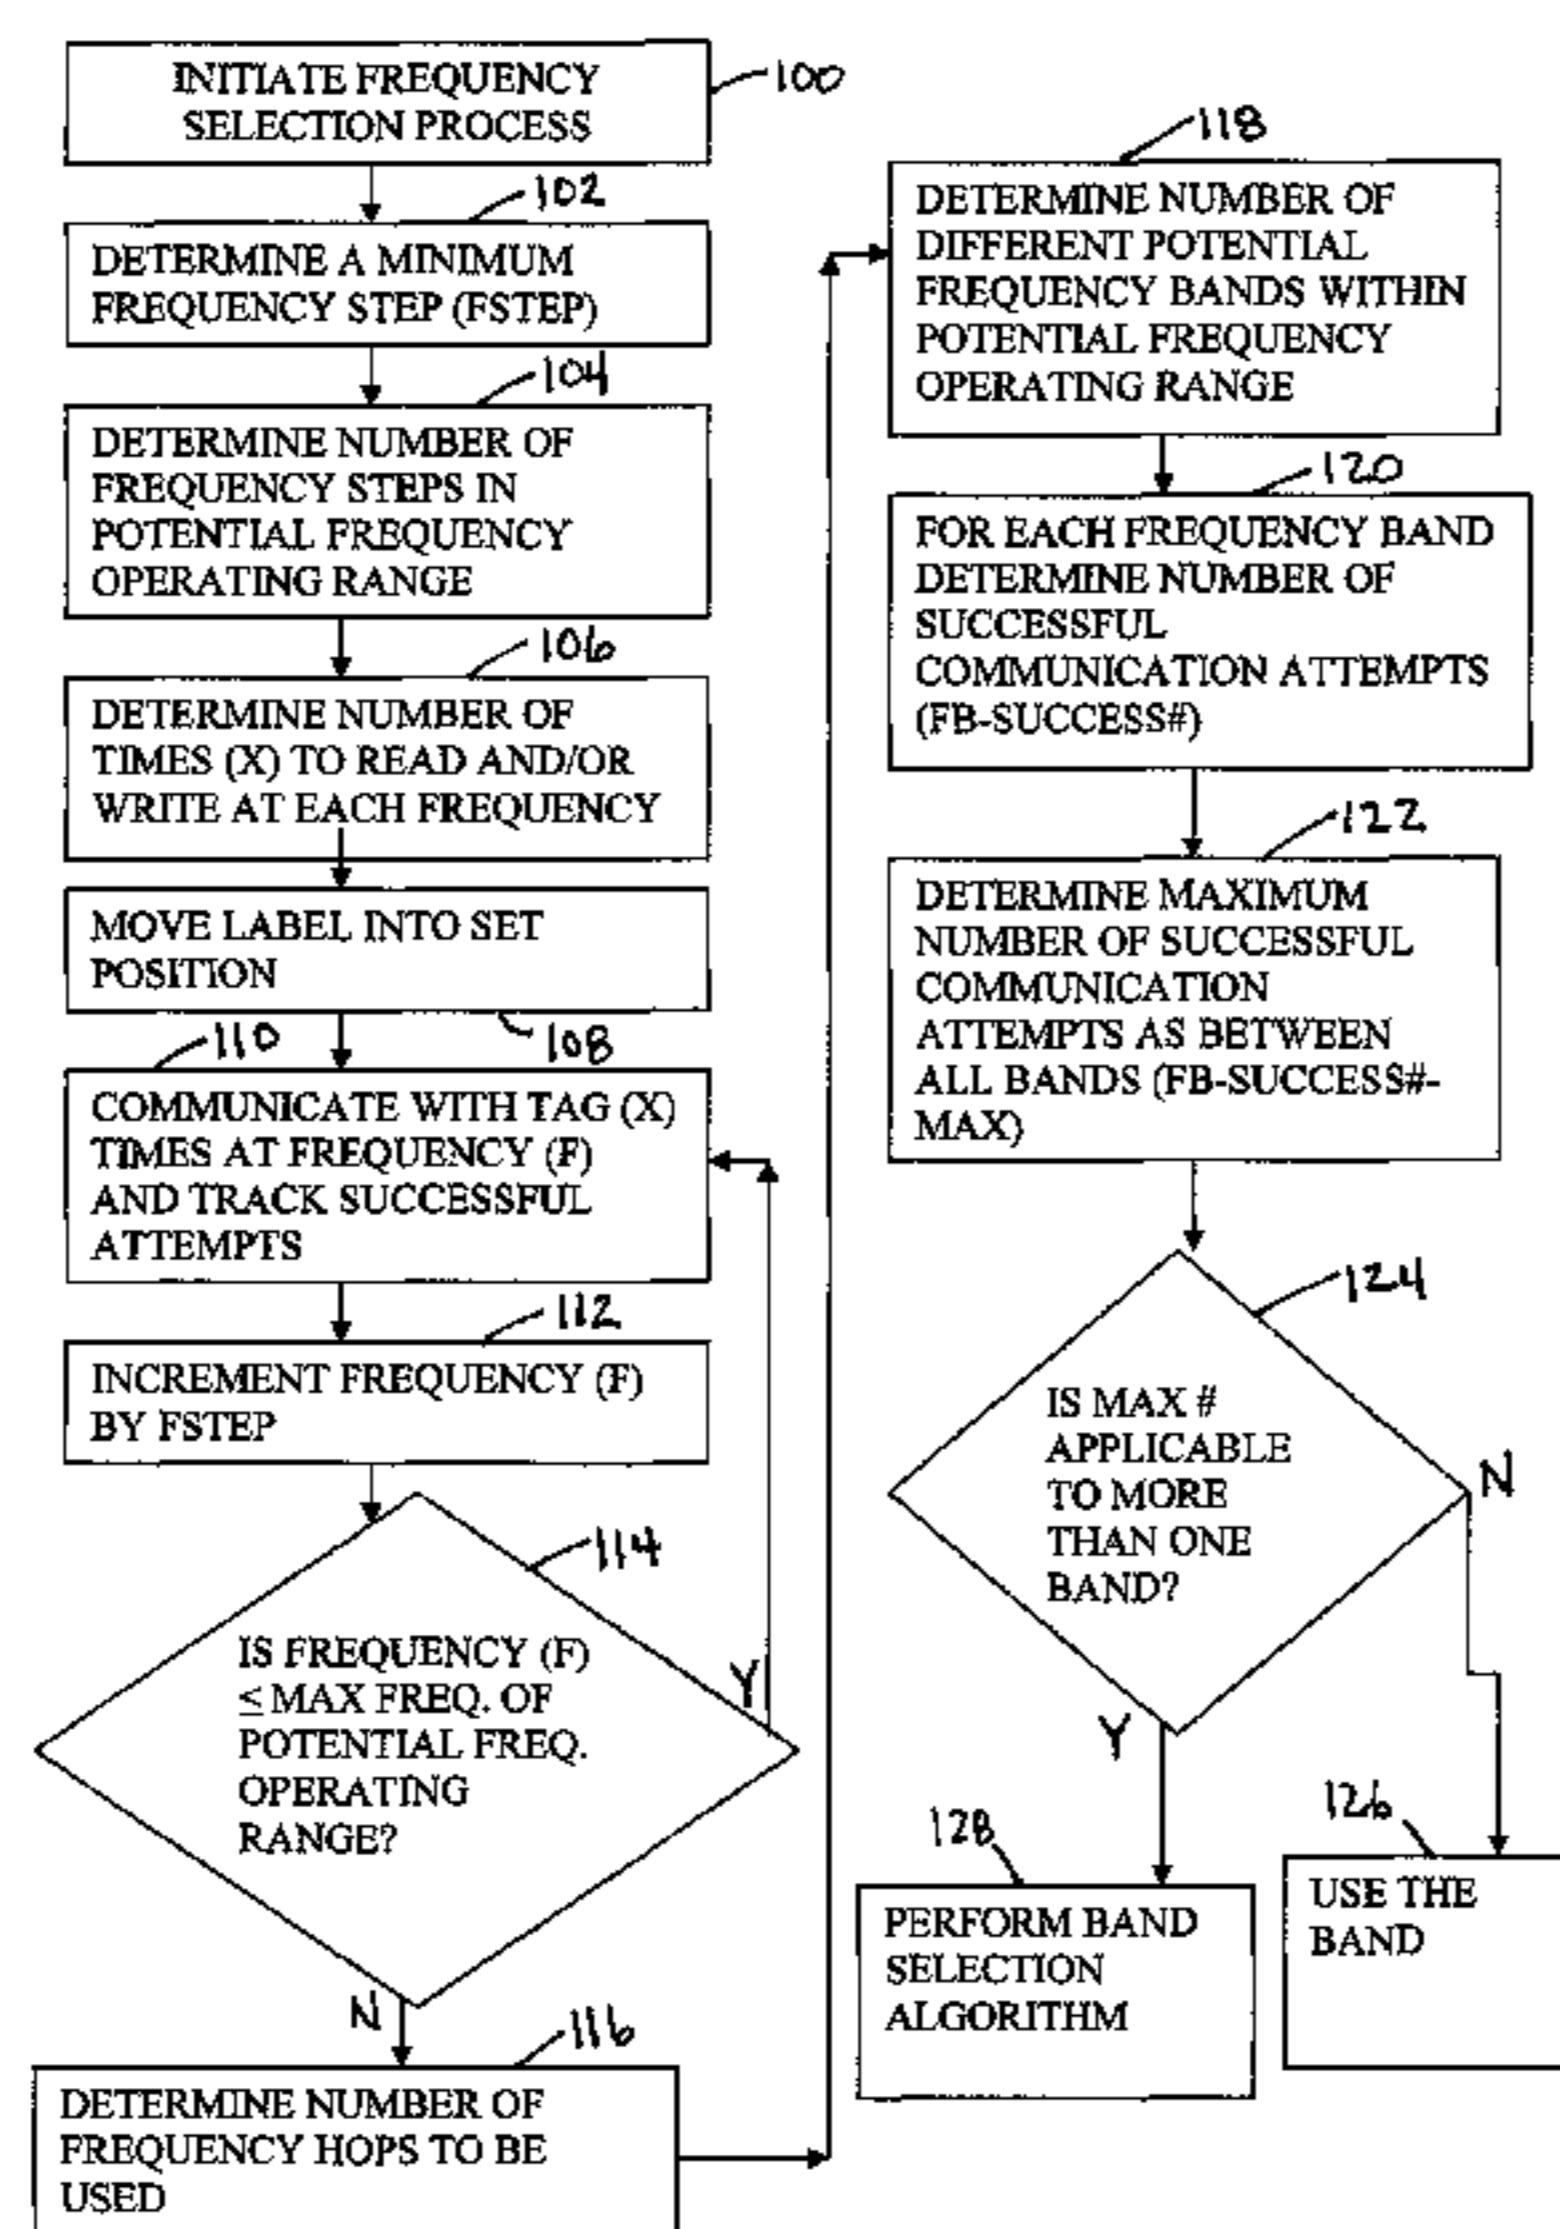 INITIATE FREQUENCY
SELECTION PROCESS
100
102
DETERMINE A MINIMUM
FREQUENCY STEP (FSTEP)
104
DETERMINE NUMBER OF
FREQUENCY STEPS IN
POTENTIAL FREQUENCY
OPERATING RANGE
106
DETERMINE NUMBER OF
TIMES (X) TO READ AND/OR
WRITE AT EACH FREQUENCY
MOVE LABEL INTO SET
POSITION
108
110
COMMUNICATE WITH TAG (X)
TIMES AT FREQUENCY (F)
AND TRACK SUCCESSFUL
ATTEMPTS
112
INCREMENT FREQUENCY (F)
BY FSTEP
114
IS FREQUENCY (F)
≤ MAX FREQ. OF
POTENTIAL FREQ.
OPERATING
RANGE?
Y
N
116
DETERMINE NUMBER OF
FREQUENCY HOPS TO BE
USED
118
DETERMINE NUMBER OF
DIFFERENT POTENTIAL
FREQUENCY BANDS WITHIN
POTENTIAL FREQUENCY
OPERATING RANGE
120
FOR EACH FREQUENCY BAND
DETERMINE NUMBER OF
SUCCESSFUL
COMMUNICATION ATTEMPTS
(FB-SUCCESS#)
122
DETERMINE MAXIMUM
NUMBER OF SUCCESSFUL
COMMUNICATION
ATTEMPTS AS BETWEEN
ALL BANDS (FB-SUCCESS#-
MAX)
124
IS MAX #
APPLICABLE
TO MORE
THAN ONE
BAND?
N
Y
128
PERFORM BAND
SELECTION
ALGORITHM
126
USE THE
BAND